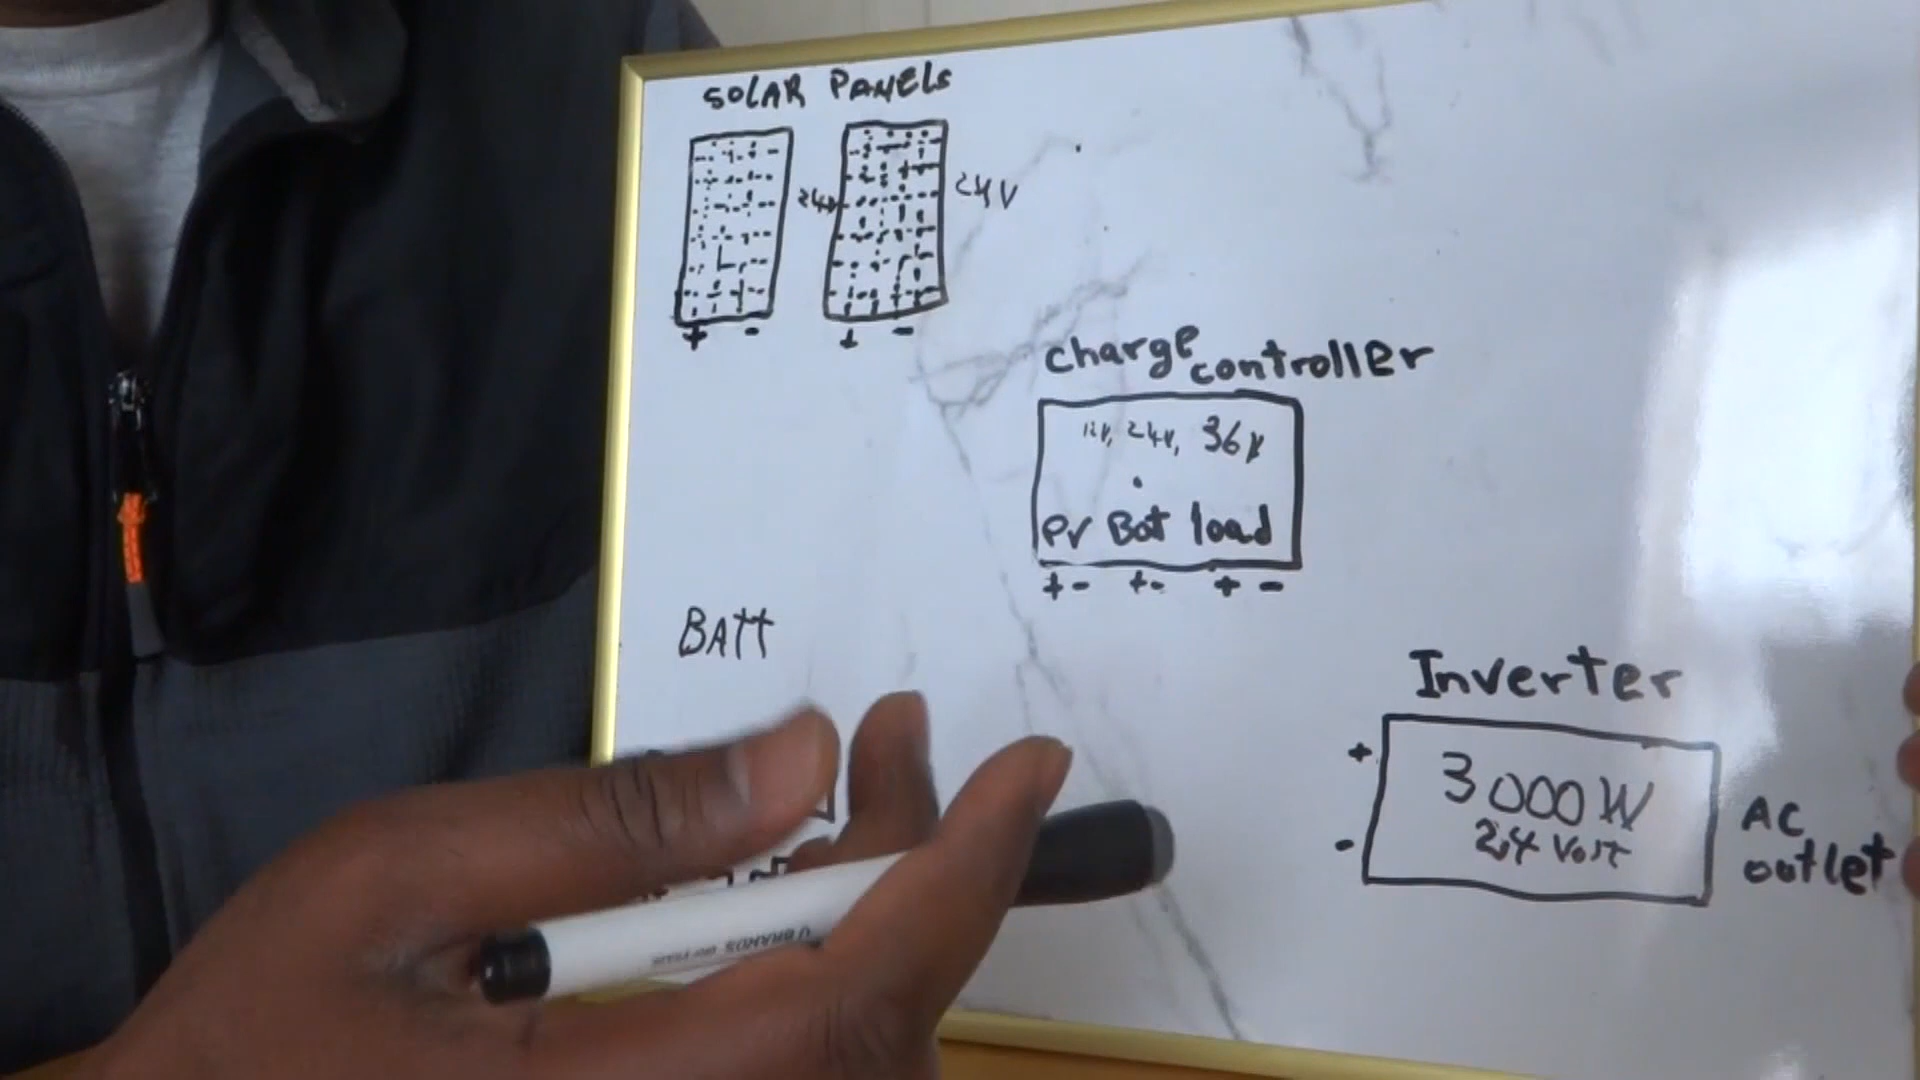 SOLAR PANELS
24V
24V
+ - + -
charge controller
12V, 24V, 36V
PV Bat load
+ - + - + -
BAtt
Inverter
+
3000W
24 Volt
-
AC
outlet
U BRANDS